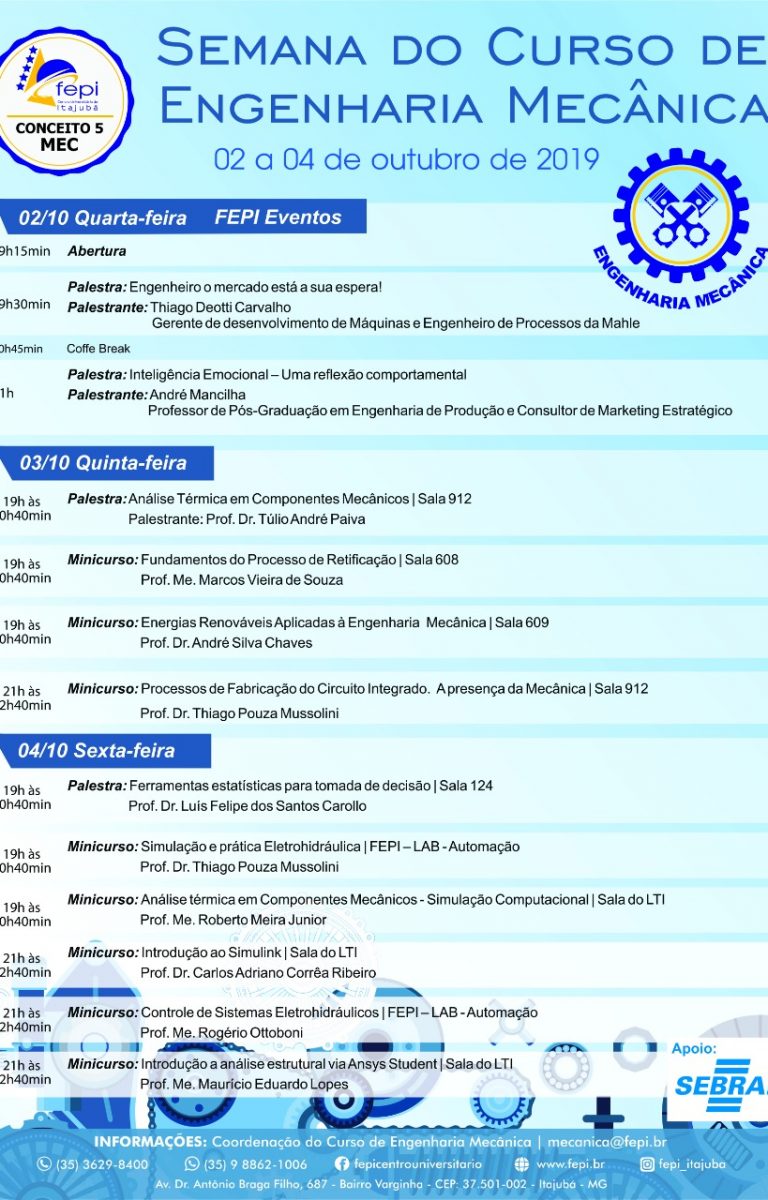 SEMANA DO CURSO DE
ENGENHARIA MECÂNICA
02 a 04 de outubro de 2019
fepi
Centro Universitário de
Itajubá
CONCEITO 5
MEC
ENGENHARIA MECÂNICA
02/10 Quarta-feira FEPI Eventos
9h15min Abertura
Palestra: Engenheiro o mercado está a sua espera!
9h30min Palestrante: Thiago Deotti Carvalho
Gerente de desenvolvimento de Máquinas e Engenheiro de Processos da Mahle
0h45min Coffe Break
Palestra: Inteligência Emocional – Uma reflexão comportamental
1h Palestrante: André Mancilha
Professor de Pós-Graduação em Engenharia de Produção e Consultor de Marketing Estratégico
03/10 Quinta-feira
19h às Palestra: Análise Térmica em Componentes Mecânicos | Sala 912
0h40min Palestrante: Prof. Dr. Túlio André Paiva
19h às Minicurso: Fundamentos do Processo de Retificação | Sala 608
0h40min Prof. Me. Marcos Vieira de Souza
19h às Minicurso: Energias Renováveis Aplicadas à Engenharia Mecânica | Sala 609
0h40min Prof. Dr. André Silva Chaves
21h às Minicurso: Processos de Fabricação do Circuito Integrado. A presença da Mecânica | Sala 912
2h40min Prof. Dr. Thiago Pouza Mussolini
04/10 Sexta-feira
19h às Palestra: Ferramentas estatísticas para tomada de decisão | Sala 124
0h40min Prof. Dr. Luís Felipe dos Santos Carollo
19h às Minicurso: Simulação e prática Eletrohidráulica | FEPI – LAB - Automação
0h40min Prof. Dr. Thiago Pouza Mussolini
19h às Minicurso: Análise térmica em Componentes Mecânicos - Simulação Computacional | Sala do LTI
0h40min Prof. Me. Roberto Meira Junior
21h às Minicurso: Introdução ao Simulink | Sala do LTI
2h40min Prof. Dr. Carlos Adriano Corrêa Ribeiro
21h às Minicurso: Controle de Sistemas Eletrohidráulicos | FEPI – LAB - Automação
2h40min Prof. Me. Rogério Ottoboni
21h às Minicurso: Introdução a análise estrutural via Ansys Student | Sala do LTI
2h40min Prof. Me. Maurício Eduardo Lopes
Apoio:
SEBRA
INFORMAÇÕES: Coordenação do Curso de Engenharia Mecânica | mecanica@fepi.br
(35) 3629-8400 (35) 9 8862-1006 fepicentrouniversitario www.fepi.br fepi_itajuba
Av. Dr. Antônio Braga Filho, 687 - Bairro Varginha - CEP: 37.501-002 - Itajubá - MG